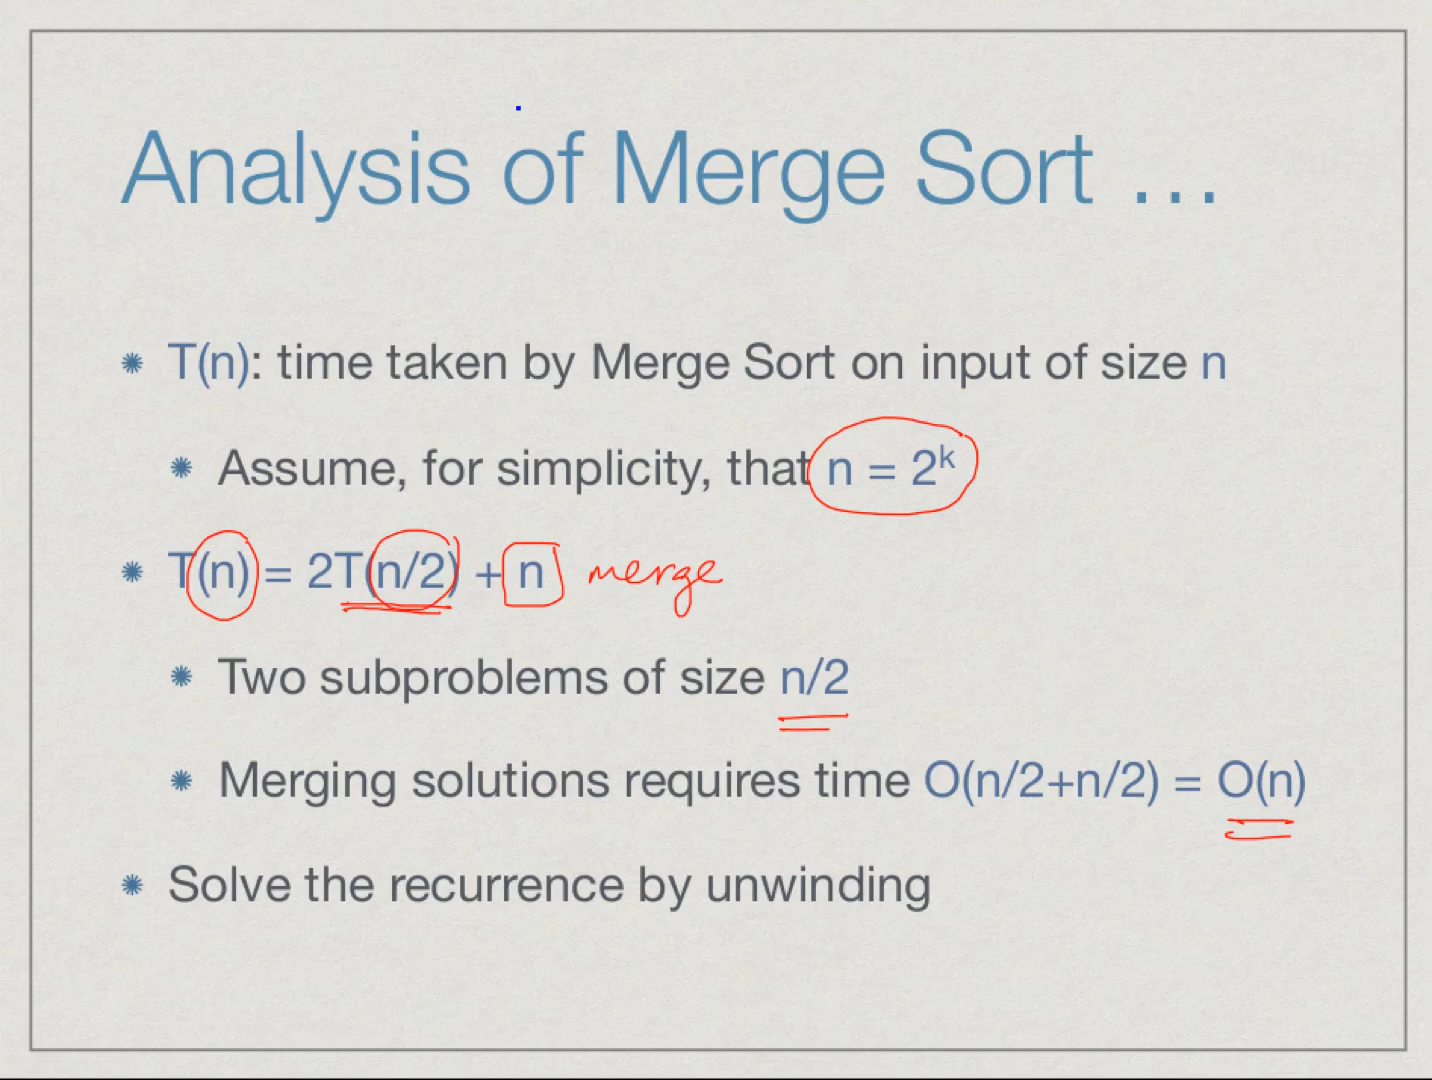 Analysis of Merge Sort ...
T(n): time taken by Merge Sort on input of size n
Assume, for simplicity, that n = 2^k
T(n) = 2T(n/2) + n merge
Two subproblems of size n/2
Merging solutions requires time O(n/2+n/2) = O(n)
Solve the recurrence by unwinding